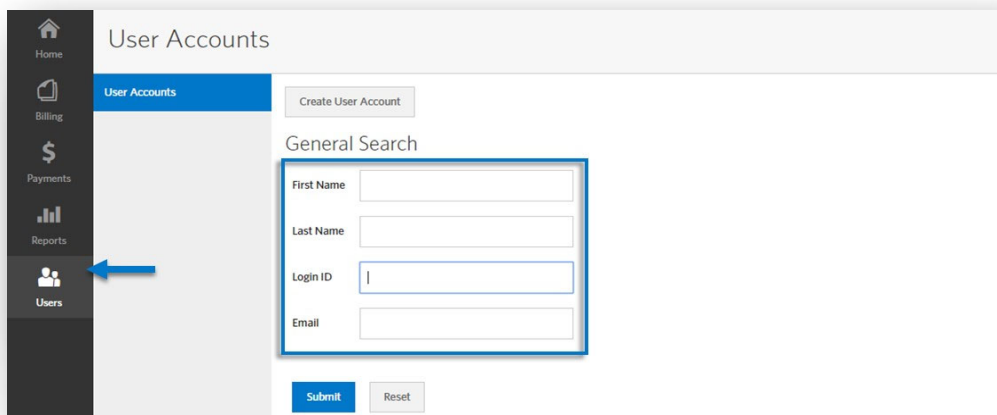 Home
Billing
$
Payments
Reports
Users
User Accounts
User Accounts
Create User Account
General Search
First Name
Last Name
Login ID
Email
Submit
Reset